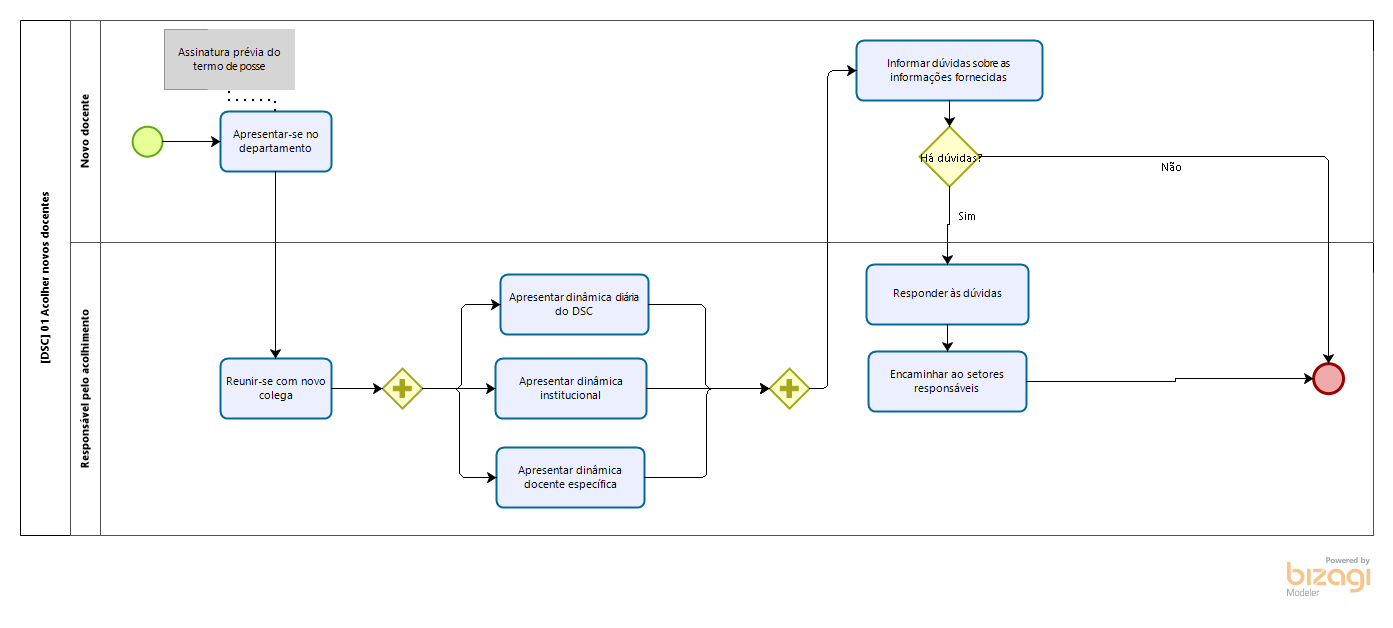 [DSC] 01 Acolher novos docentes
Novo docente
Assinatura prévia do
termo de posse
Apresentar-se no
departamento
Informar dúvidas sobre as
informações fornecidas
Há dúvidas?
Não
Sim
Responsável pelo acolhimento
Reunir-se com novo
colega
Apresentar dinâmica diária
do DSC
Apresentar dinâmica
institucional
Apresentar dinâmica
docente específica
Responder às dúvidas
Encaminhar ao setores
responsáveis
Powered by
bizagi
Modeler